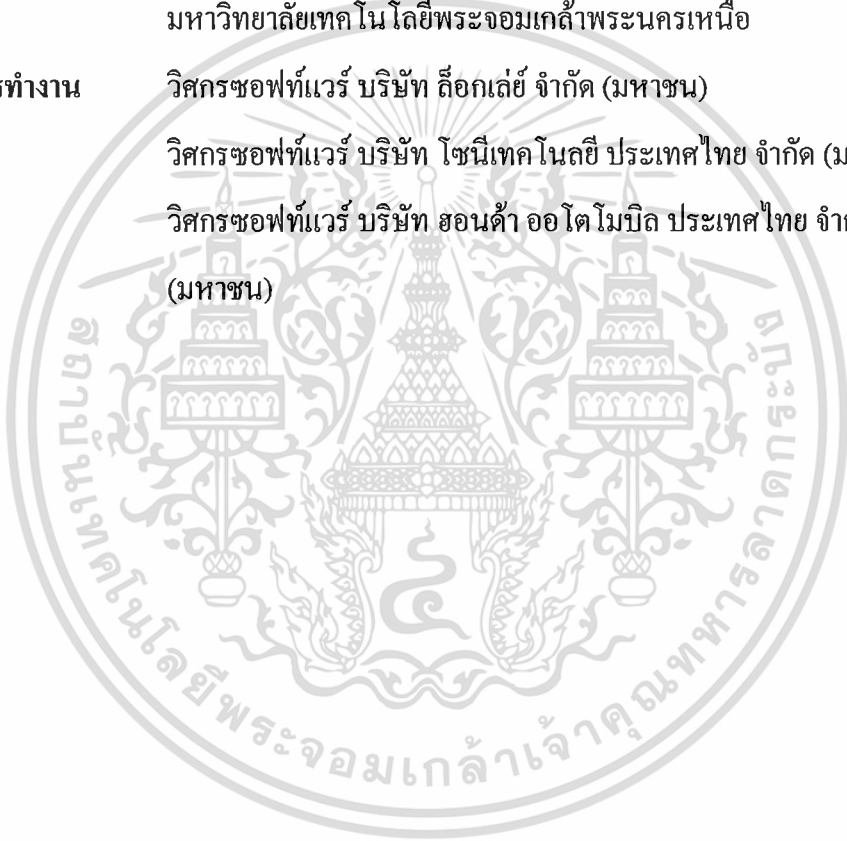 มหาวิทยาลัยเทคโนโลยีพระจอมเกล้าพระนครเหนือ
ทำงาน วิศกรซอฟท์แวร์ บริษัท ล็อกเล่ย์ จำกัด (มหาชน)
วิศกรซอฟท์แวร์ บริษัท โซนีเทคโนลยี ประเทศไทย จำกัด
วิศกรซอฟท์แวร์ บริษัท ฮอนด้า ออโตโมบิล ประเทศไทย
(มหาชน)
สถาบันเทคโนโลยีพระจอมเกล้าเจ้าคุณทหารลาดกระบัง